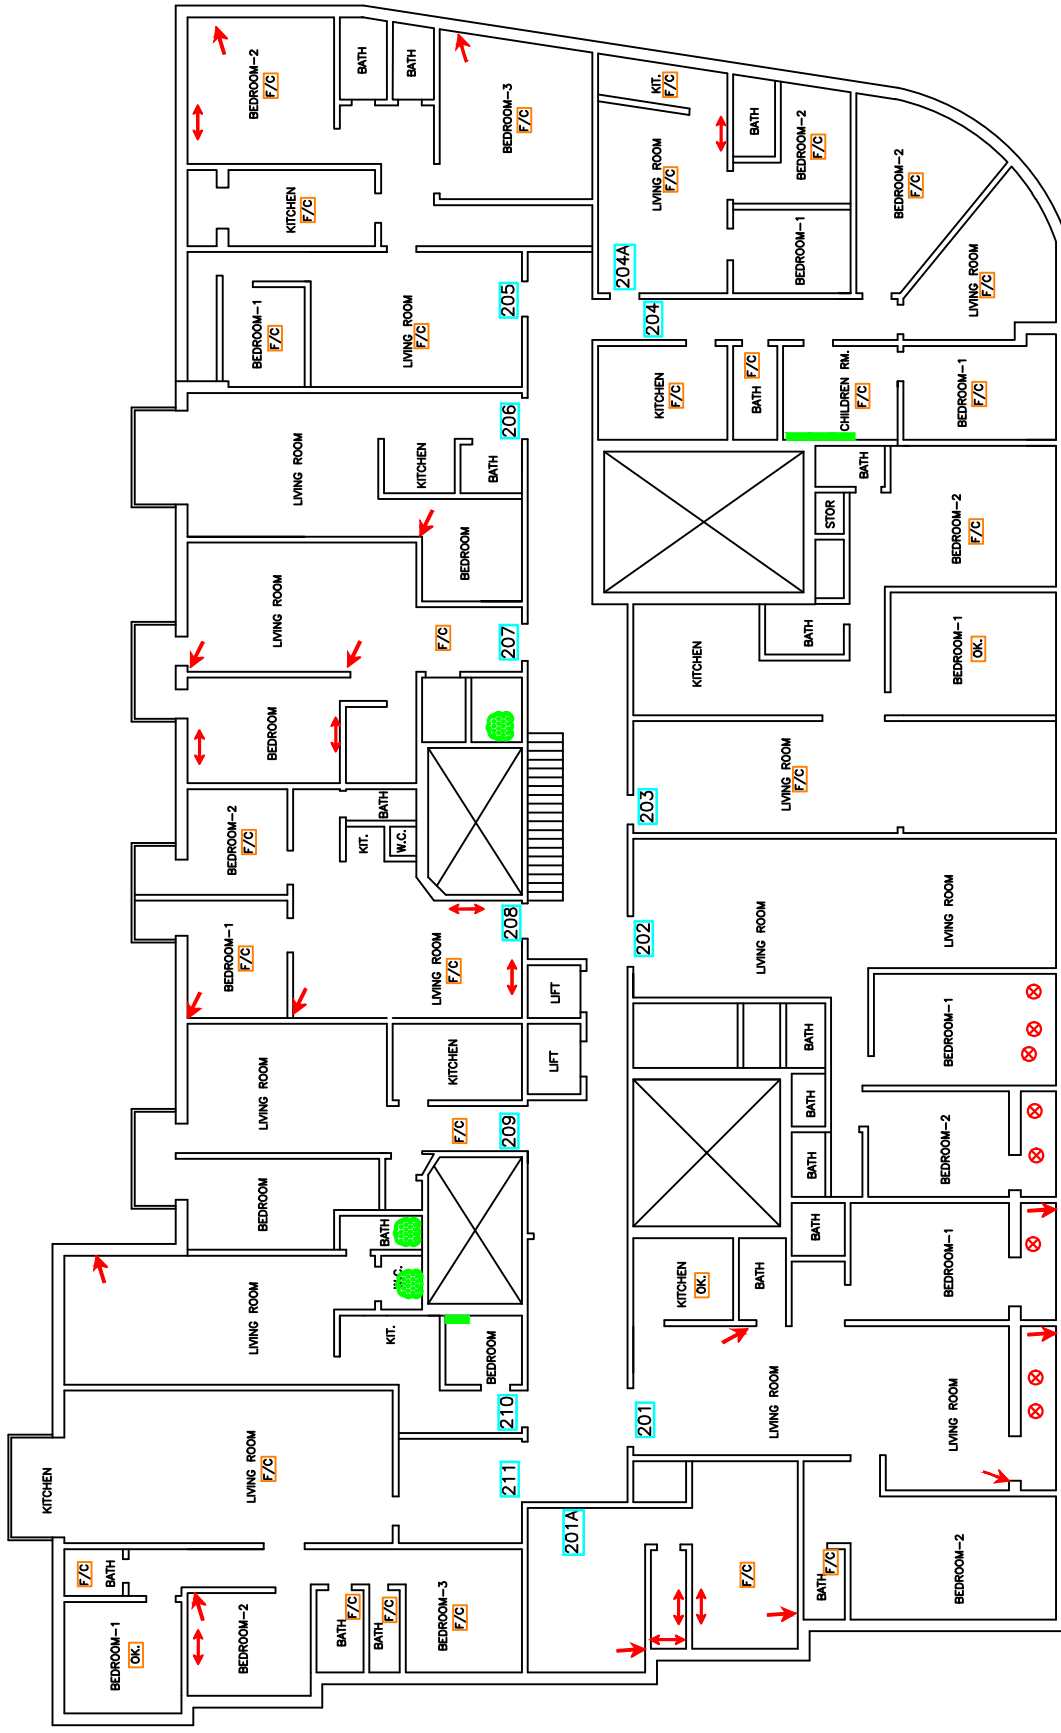 BEDROOM-2
F/C
BATH
BATH
BEDROOM-3
F/C
KIT.
F/C
BATH
BEDROOM-2
F/C
LIVING ROOM
F/C
KITCHEN
F/C
BEDROOM-2
F/C
BEDROOM-1
204A
204
205
LIVING ROOM
F/C
BEDROOM-1
F/C
LIVING ROOM
F/C
KITCHEN
F/C
F/C
BATH
CHILDREN RM.
F/C
BEDROOM-1
F/C
206
LIVING ROOM
KITCHEN
BATH
BATH
STOR
BEDROOM-2
F/C
BEDROOM
LIVING ROOM
F/C
207
KITCHEN
BATH
BEDROOM-1
OK.
BEDROOM
LIVING ROOM
F/C
203
BEDROOM-2
F/C
BATH
KIT.
W.C.
208
202
LIVING ROOM
LIVING ROOM
BEDROOM-1
F/C
LIVING ROOM
F/C
LIFT
LIFT
BATH
BEDROOM-1
LIVING ROOM
KITCHEN
F/C
209
BATH
BATH
BEDROOM-2
BEDROOM
BATH
W.C.
BATH
BEDROOM-1
KITCHEN
OK.
BATH
LIVING ROOM
KIT.
BEDROOM
210
201
LIVING ROOM
LIVING ROOM
KITCHEN
LIVING ROOM
F/C
211
201A
F/C
BATH
BEDROOM-1
OK.
BEDROOM-2
BATH
F/C
BATH
F/C
BEDROOM-3
F/C
F/C
BATH
F/C
BEDROOM-2